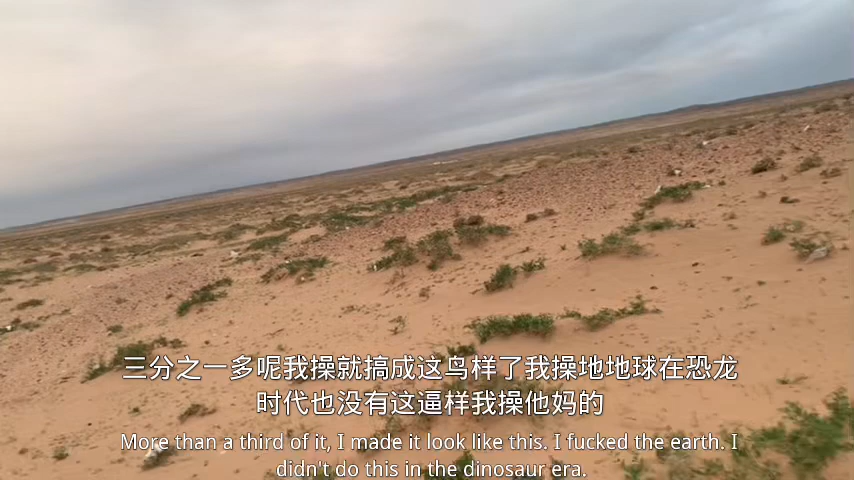 三分之一多呢我操就搞成这鸟样了我操地地球在恐龙
时代也没有这逼样我操他妈的
More than a third of it, I made it look like this. I fucked the earth. I
didn't do this in the dinosaur era.